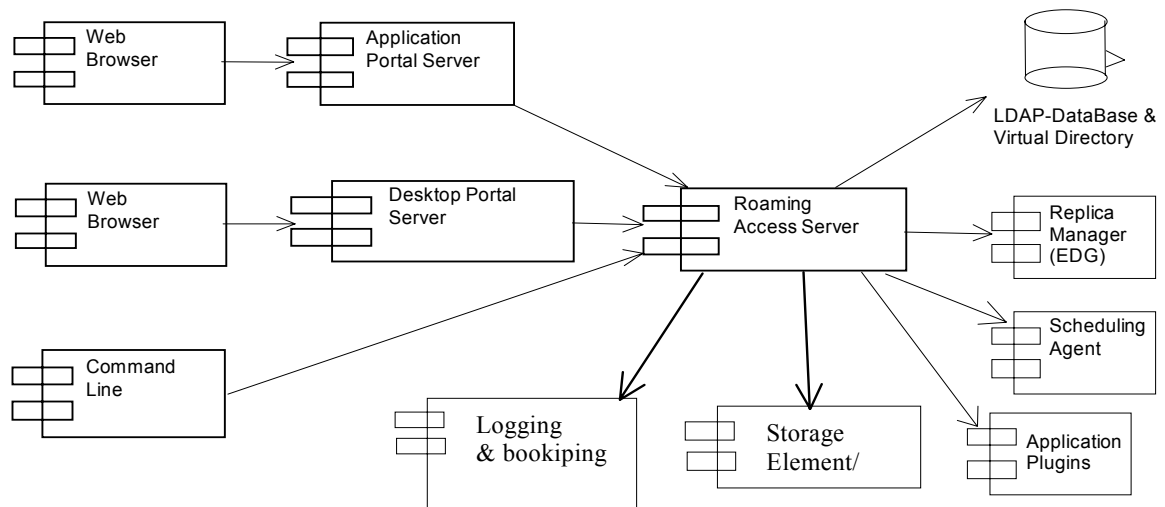 Web
Browser
Application
Portal Server
LDAP-DataBase &
Virtual Directory
Web
Browser
Desktop Portal
Server
Roaming
Access Server
Replica
Manager
(EDG)
Scheduling
Agent
Command
Line
Logging
& bookiping
Storage
Element/
Application
Plugins